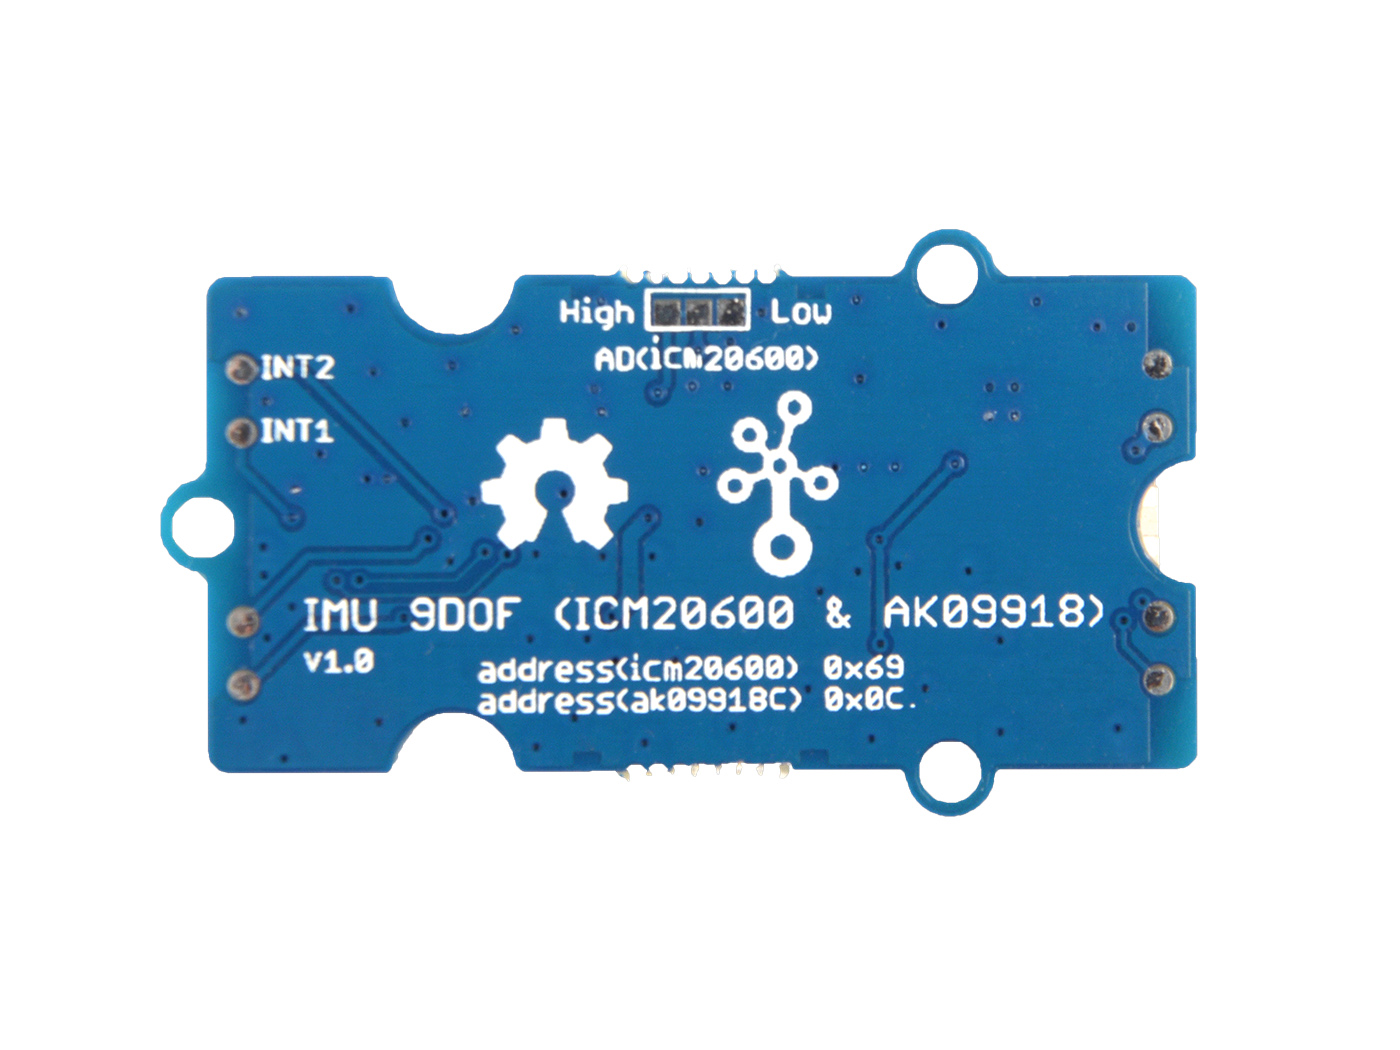 High Low
AD(icm20600)
INT2
INT1
IMU 9DOF (ICM20600 & AK09918)
v1.0
address(icm20600) 0x69
address(ak09918C) 0x0C.